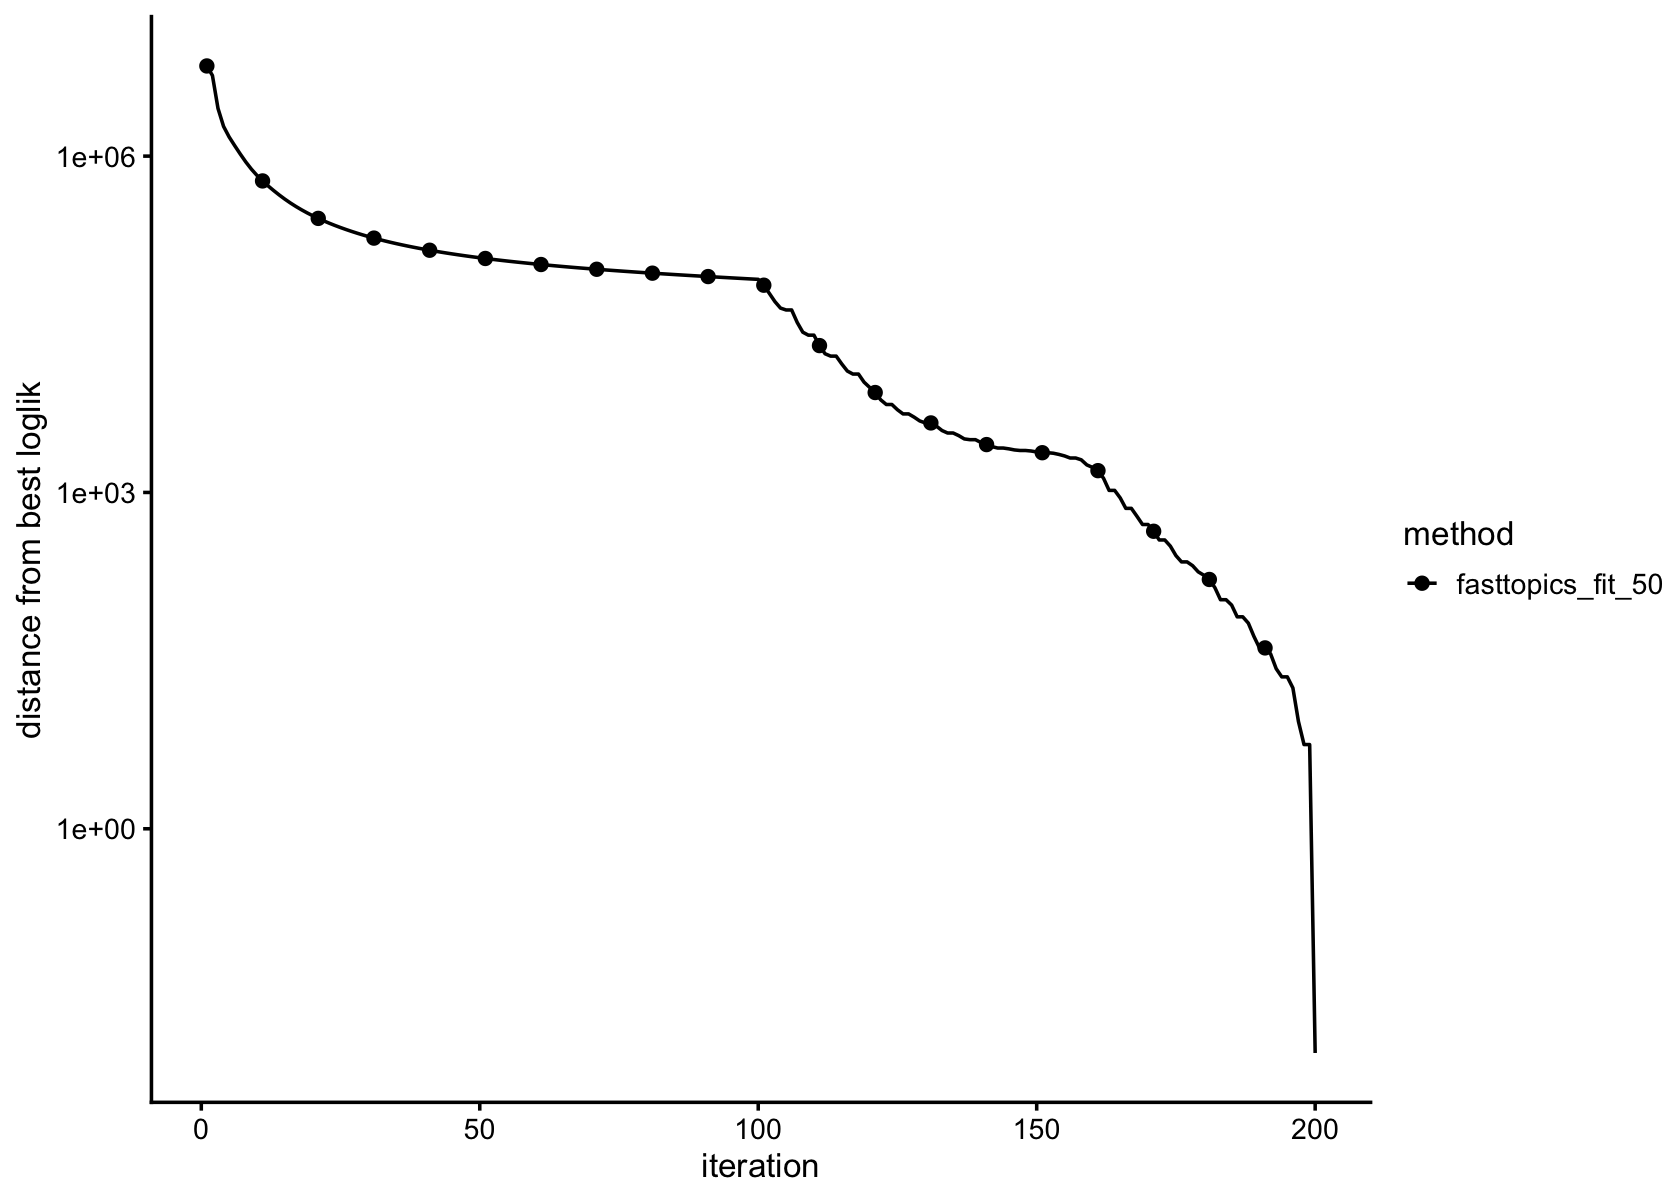 distance from best loglik
1e+06
1e+03
1e+00
0 50 100 150 200
iteration
method
fasttopics_fit_50